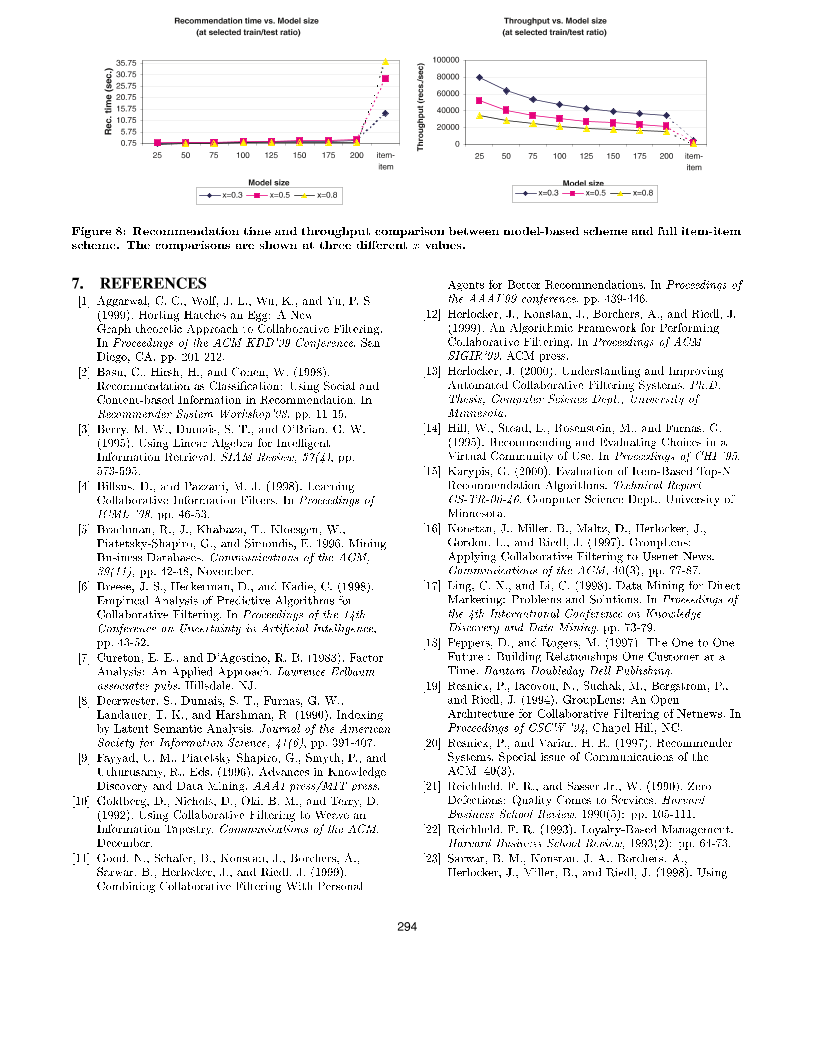 Recommendation time vs. Model size
(at selected train/test ratio)
35.75
30.75
25.75
20.75
15.75
10.75
5.75
0.75
Rec. time (sec.)
25 50 75 100 125 150 175 200 item-
item
Model size
x=0.3 x=0.5 x=0.8
Throughput vs. Model size
(at selected train/test ratio)
100000
80000
60000
40000
20000
0
Throughput (recs./sec)
25 50 75 100 125 150 175 200 item-
item
Model size
x=0.3 x=0.5 x=0.8
Figure 8: Recommendation time and throughput comparison between model-based scheme and full item-item
scheme. The comparisons are shown at three different x values.
7. REFERENCES
[1] Aggarwal, C. C., Wolf, J. L., Wu, K., and Yu, P. S.
(1999). Horting Hatches an Egg: A New
Graph-theoretic Approach to Collaborative Filtering.
In Proceedings of the ACM KDD'99 Conference. San
Diego, CA. pp. 201-212.
[2] Basu, C., Hirsh, H., and Cohen, W. (1998).
Recommendation as Classification: Using Social and
Content-based Information in Recommendation. In
Recommender System Workshop'98. pp. 11-15.
[3] Berry, M. W., Dumais, S. T., and O'Brian, G. W.
(1995). Using Linear Algebra for Intelligent
Information Retrieval. SIAM Review, 37(4), pp.
573-595.
[4] Billsus, D., and Pazzani, M. J. (1998). Learning
Collaborative Information Filters. In Proceedings of
ICML '98. pp. 46-53.
[5] Brachman, R., J., Khabaza, T., Kloesgen, W.,
Piatetsky-Shapiro, G., and Simoudis, E. 1996. Mining
Business Databases. Communications of the ACM,
39(11), pp. 42-48, November.
[6] Breese, J. S., Heckerman, D., and Kadie, C. (1998).
Empirical Analysis of Predictive Algorithms for
Collaborative Filtering. In Proceedings of the 14th
Conference on Uncertainty in Artificial Intelligence,
pp. 43-52.
[7] Cureton, E. E., and D'Agostino, R. B. (1983). Factor
Analysis: An Applied Approach. Lawrence Erlbaum
associates pubs. Hillsdale, NJ.
[8] Deerwester, S., Dumais, S. T., Furnas, G. W.,
Landauer, T. K., and Harshman, R. (1990). Indexing
by Latent Semantic Analysis. Journal of the American
Society for Information Science, 41(6), pp. 391-407.
[9] Fayyad, U. M., Piatetsky-Shapiro, G., Smyth, P., and
Uthurusamy, R., Eds. (1996). Advances in Knowledge
Discovery and Data Mining. AAAI press/MIT press.
[10] Goldberg, D., Nichols, D., Oki, B. M., and Terry, D.
(1992). Using Collaborative Filtering to Weave an
Information Tapestry. Communications of the ACM.
December.
[11] Good, N., Schafer, B., Konstan, J., Borchers, A.,
Sarwar, B., Herlocker, J., and Riedl, J. (1999).
Combining Collaborative Filtering With Personal
Agents for Better Recommendations. In Proceedings of
the AAAI'99 conference. pp. 439-446.
[12] Herlocker, J., Konstan, J., Borchers, A., and Riedl, J.
(1999). An Algorithmic Framework for Performing
Collaborative Filtering. In Proceedings of ACM
SIGIR'99. ACM press.
[13] Herlocker, J. (2000). Understanding and Improving
Automated Collaborative Filtering Systems. Ph.D.
Thesis, Computer Science Dept., University of
Minnesota.
[14] Hill, W., Stead, L., Rosenstein, M., and Furnas, G.
(1995). Recommending and Evaluating Choices in a
Virtual Community of Use. In Proceedings of CHI '95.
[15] Karypis, G. (2000). Evaluation of Item-Based Top-N
Recommendation Algorithms. Technical Report
CS-TR-00-46, Computer Science Dept., University of
Minnesota.
[16] Konstan, J., Miller, B., Maltz, D., Herlocker, J.,
Gordon, L., and Riedl, J. (1997). GroupLens:
Applying Collaborative Filtering to Usenet News.
Communications of the ACM, 40(3), pp. 77-87.
[17] Ling, C. X., and Li, C. (1998). Data Mining for Direct
Marketing: Problems and Solutions. In Proceedings of
the 4th International Conference on Knowledge
Discovery and Data Mining, pp. 73-79.
[18] Peppers, D., and Rogers, M. (1997). The One to One
Future : Building Relationships One Customer at a
Time. Bantam Doubleday Dell Publishing.
[19] Resnick, P., Iacovou, N., Suchak, M., Bergstrom, P.,
and Riedl, J. (1994). GroupLens: An Open
Architecture for Collaborative Filtering of Netnews. In
Proceedings of CSCW '94, Chapel Hill, NC.
[20] Resnick, P., and Varian, H. R. (1997). Recommender
Systems. Special issue of Communications of the
ACM. 40(3).
[21] Reichheld, F. R., and Sasser Jr., W. (1990). Zero
Defections: Quality Comes to Services. Harvard
Business School Review, 1990(5): pp. 105-111.
[22] Reichheld, F. R. (1993). Loyalty-Based Management.
Harvard Business School Review, 1993(2): pp. 64-73.
[23] Sarwar, B. M., Konstan, J. A., Borchers, A.,
Herlocker, J., Miller, B., and Riedl, J. (1998). Using
294